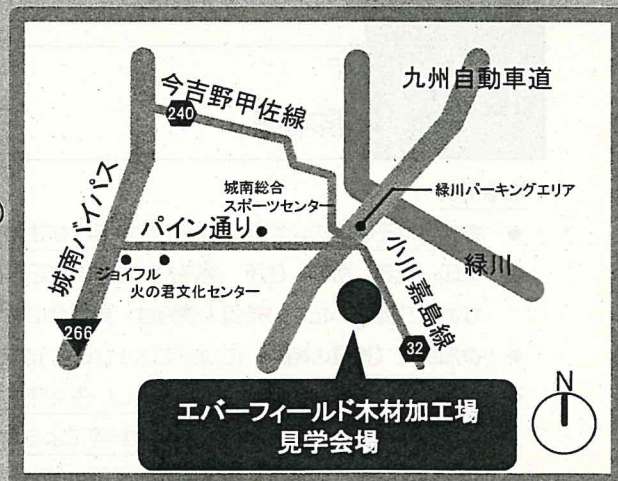 九州自動車道
今吉野甲佐線
240
城南総合
スポーツセンター
緑川パーキングエリア
城南バイパス
パイン通り
緑川
ジョイフル
火の君文化センター
小川嘉島線
266
32
エバーフィールド木材加工場
見学会場
N